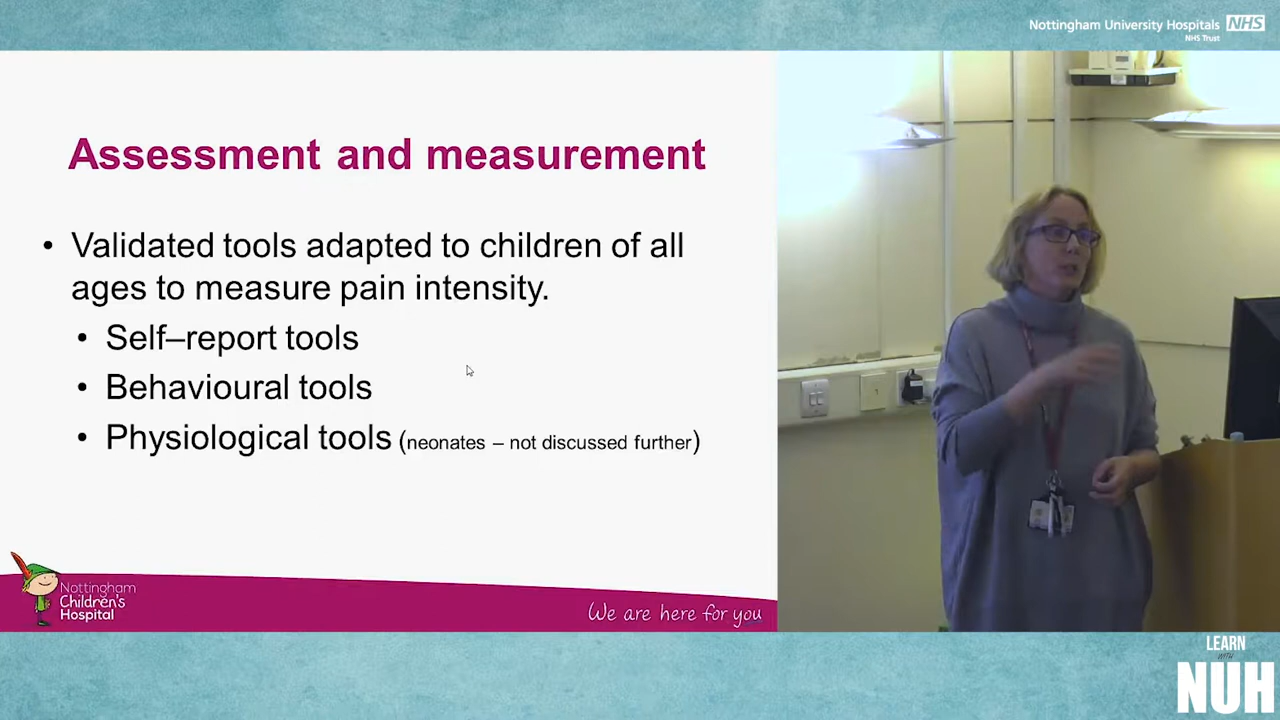 Nottingham University Hospitals NHS
NHS Trust
Assessment and measurement
• Validated tools adapted to children of all
ages to measure pain intensity.
• Self–report tools
• Behavioural tools
• Physiological tools (neonates – not discussed further)
Nottingham
Children's
Hospital
We are here for you
LEARN
WITH
NUH